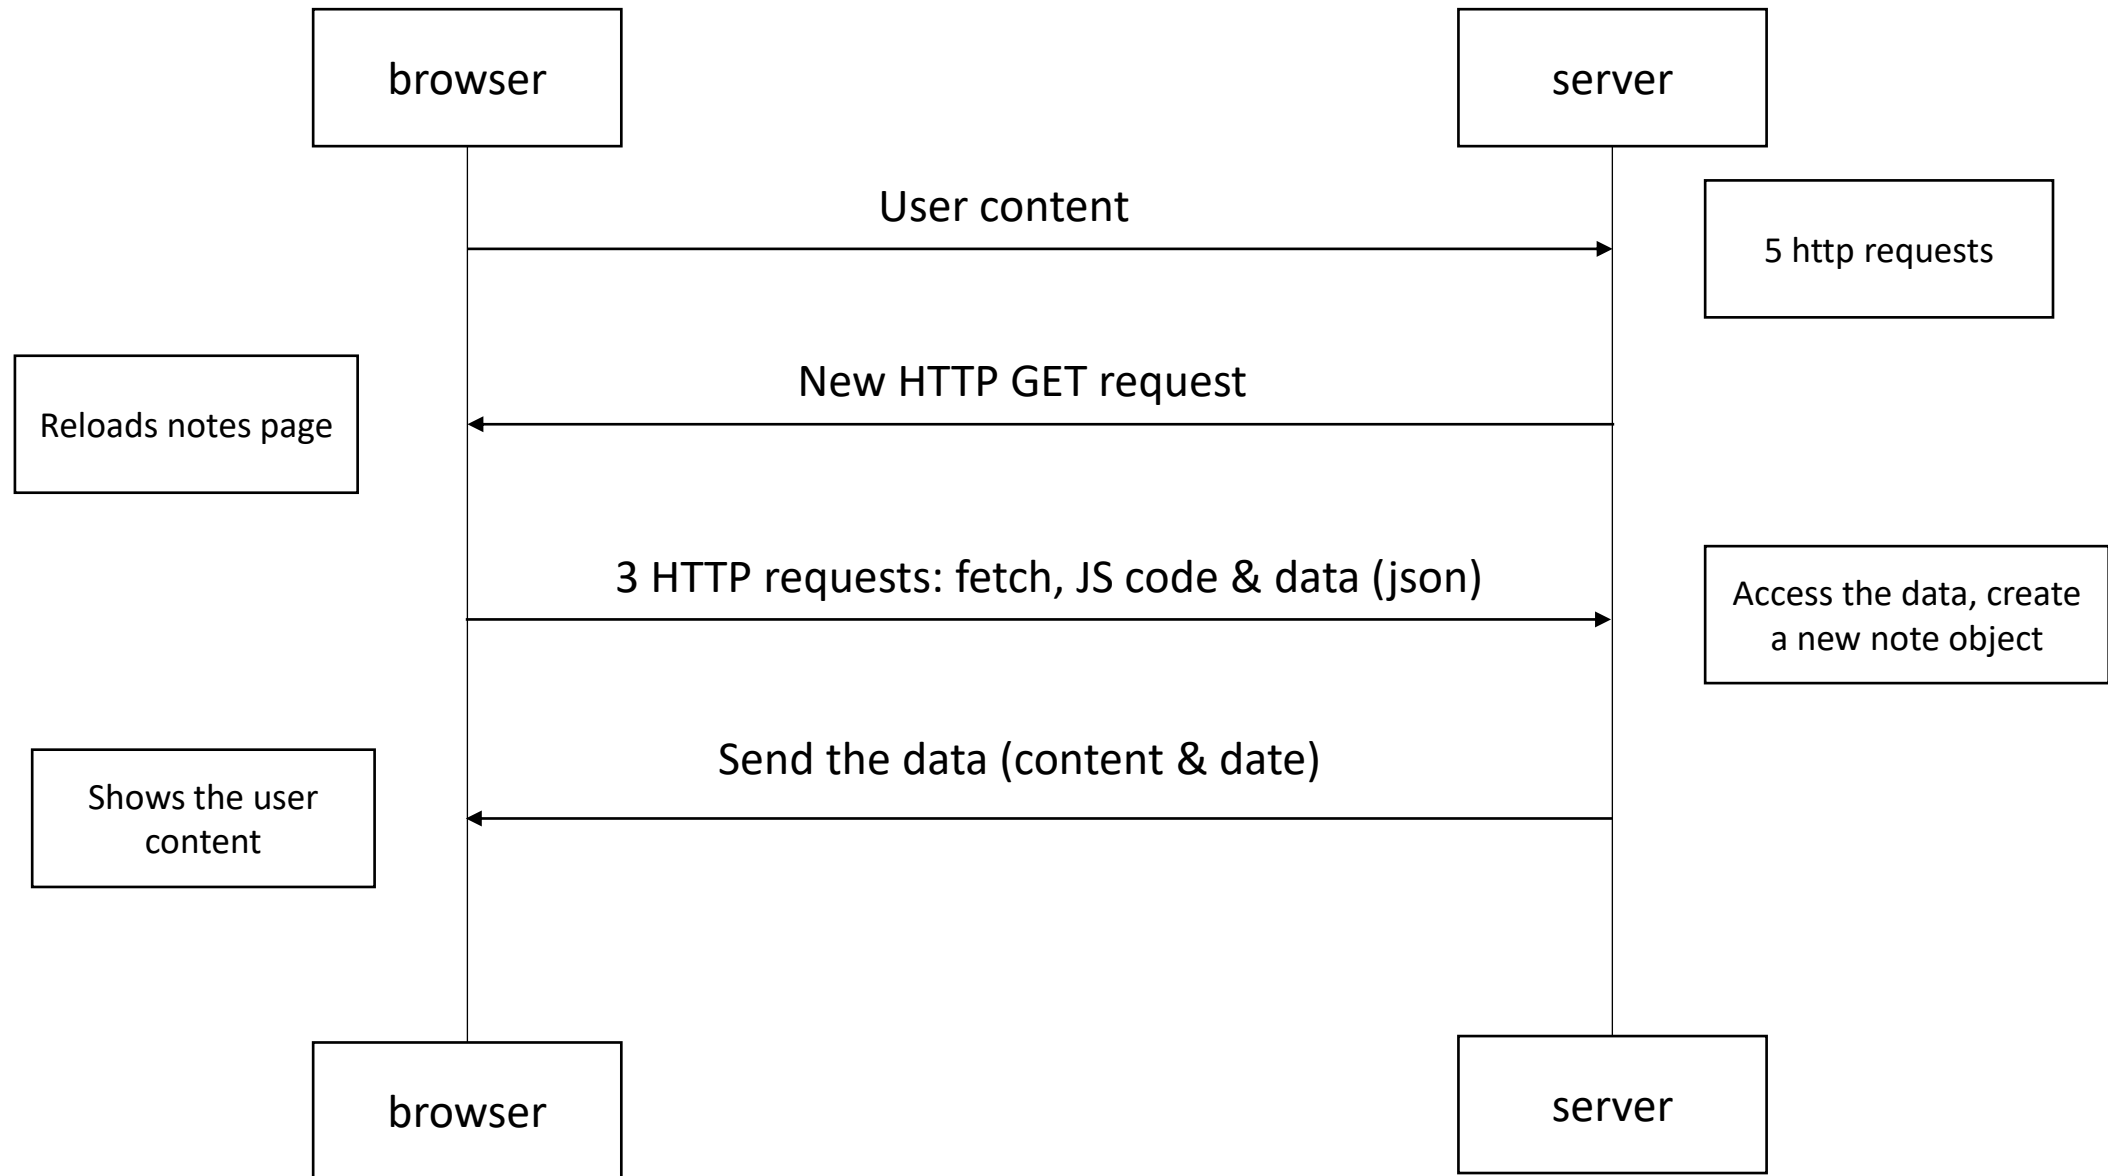 browser
server
User content
5 http requests
New HTTP GET request
Reloads notes page
3 HTTP requests: fetch, JS code & data (json)
Access the data, create
a new note object
Send the data (content & date)
Shows the user
content
browser
server